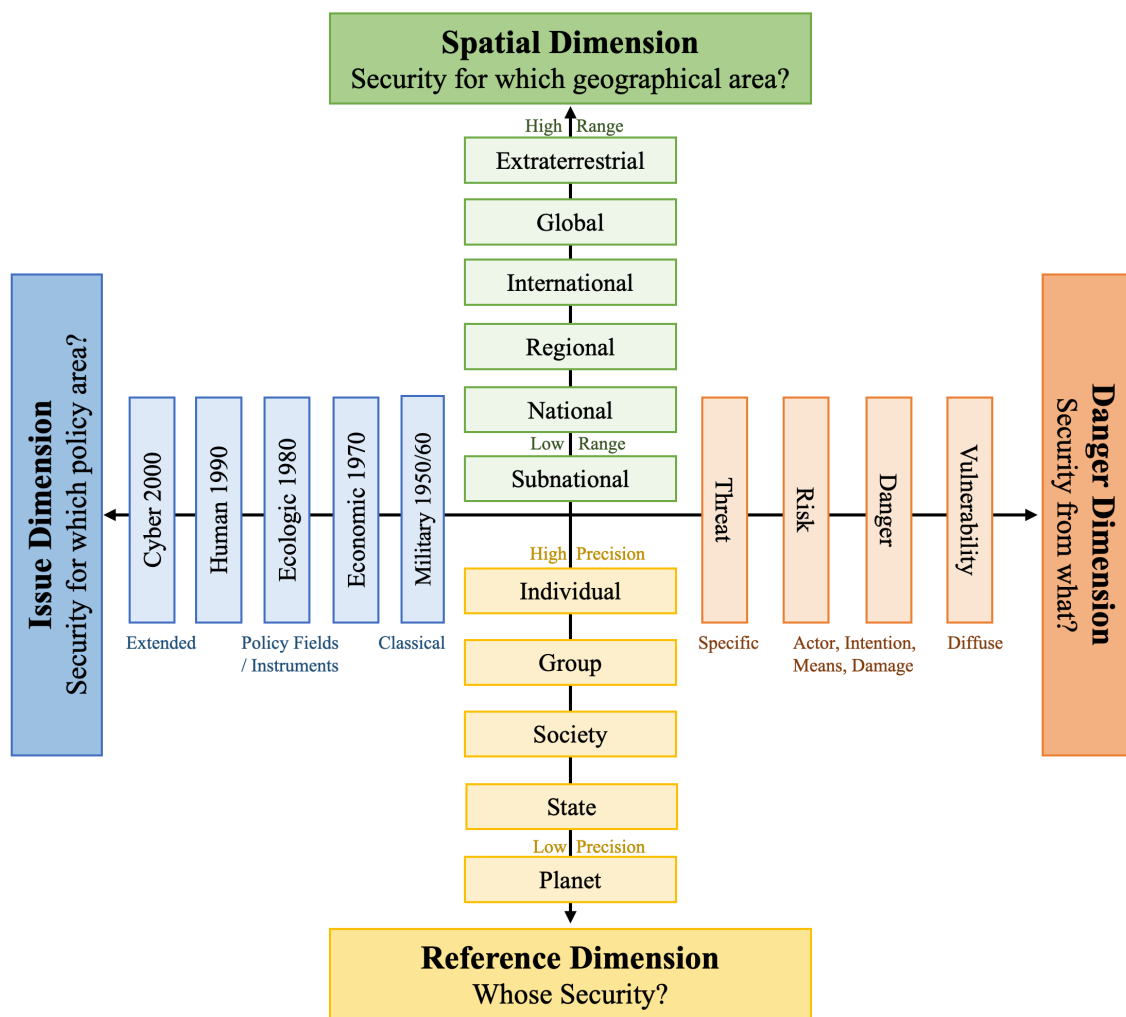 Spatial Dimension
Security for which geographical area?
High Range
Extraterrestrial
Global
International
Regional
National
Low Range
Subnational
Issue Dimension
Security for which policy area?
Cyber 2000
Human 1990
Ecologic 1980
Economic 1970
Military 1950/60
Extended
Policy Fields
/ Instruments
Classical
Threat
Risk
Danger
Vulnerability
Specific
Actor, Intention,
Means, Damage
Diffuse
Danger Dimension
Security from what?
High Precision
Individual
Group
Society
State
Low Precision
Planet
Reference Dimension
Whose Security?